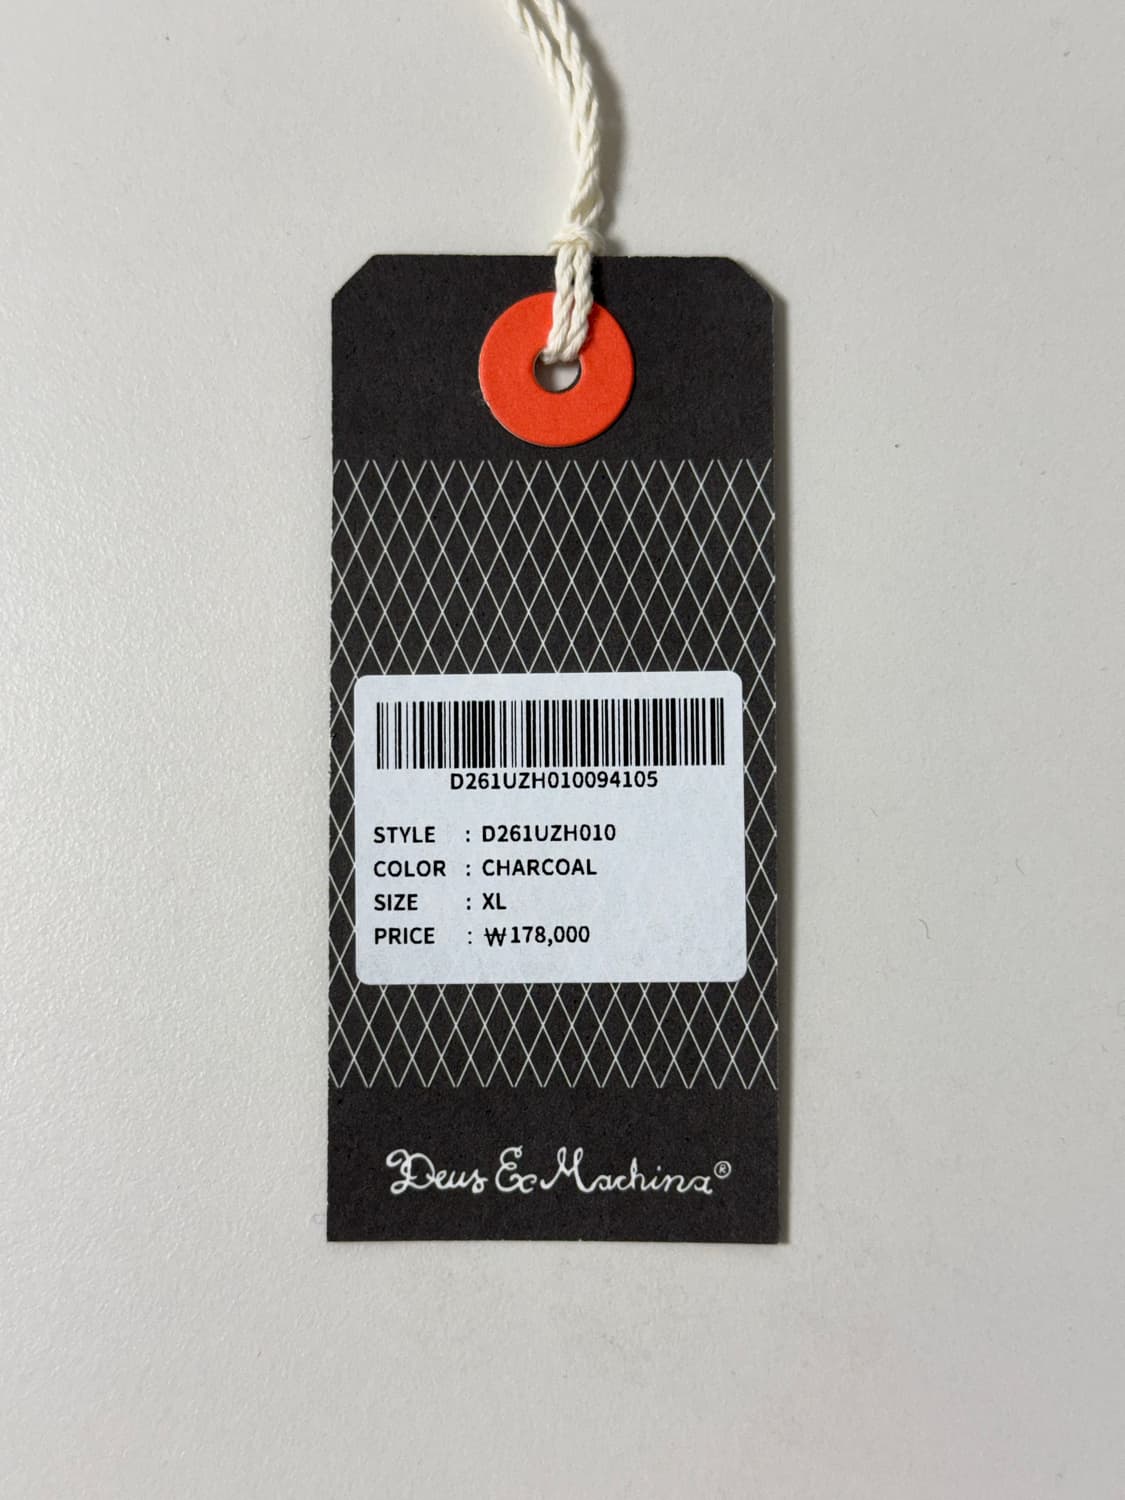 D261UZH010094105
STYLE : D261UZH010
COLOR : CHARCOAL
SIZE : XL
PRICE : ₩178,000
Deus Ex Machina®